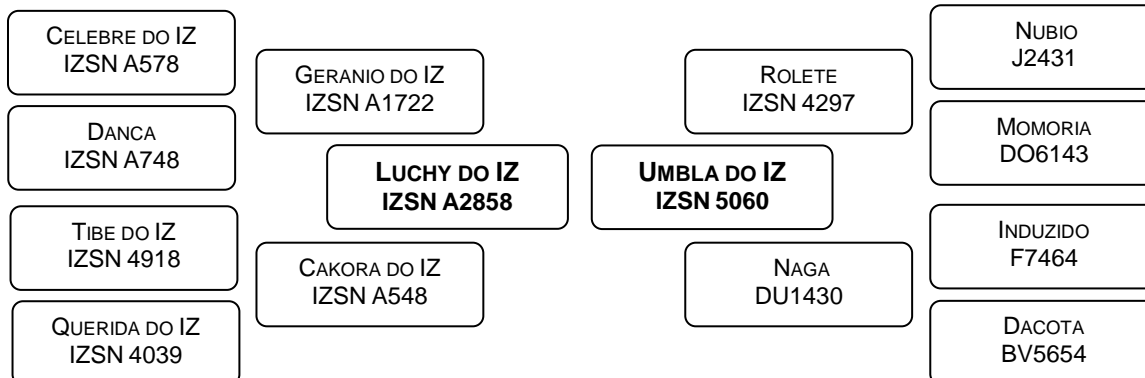 CELEBRE DO IZ
IZSN A578
GERANIO DO IZ
IZSN A1722
DANCA
IZSN A748
LUCHY DO IZ
IZSN A2858
TIBE DO IZ
IZSN 4918
CAKORA DO IZ
IZSN A548
QUERIDA DO IZ
IZSN 4039
NUBIO
J2431
ROLETE
IZSN 4297
MOMORIA
DO6143
UMBLA DO IZ
IZSN 5060
INDUZIDO
F7464
NAGA
DU1430
DACOTA
BV5654